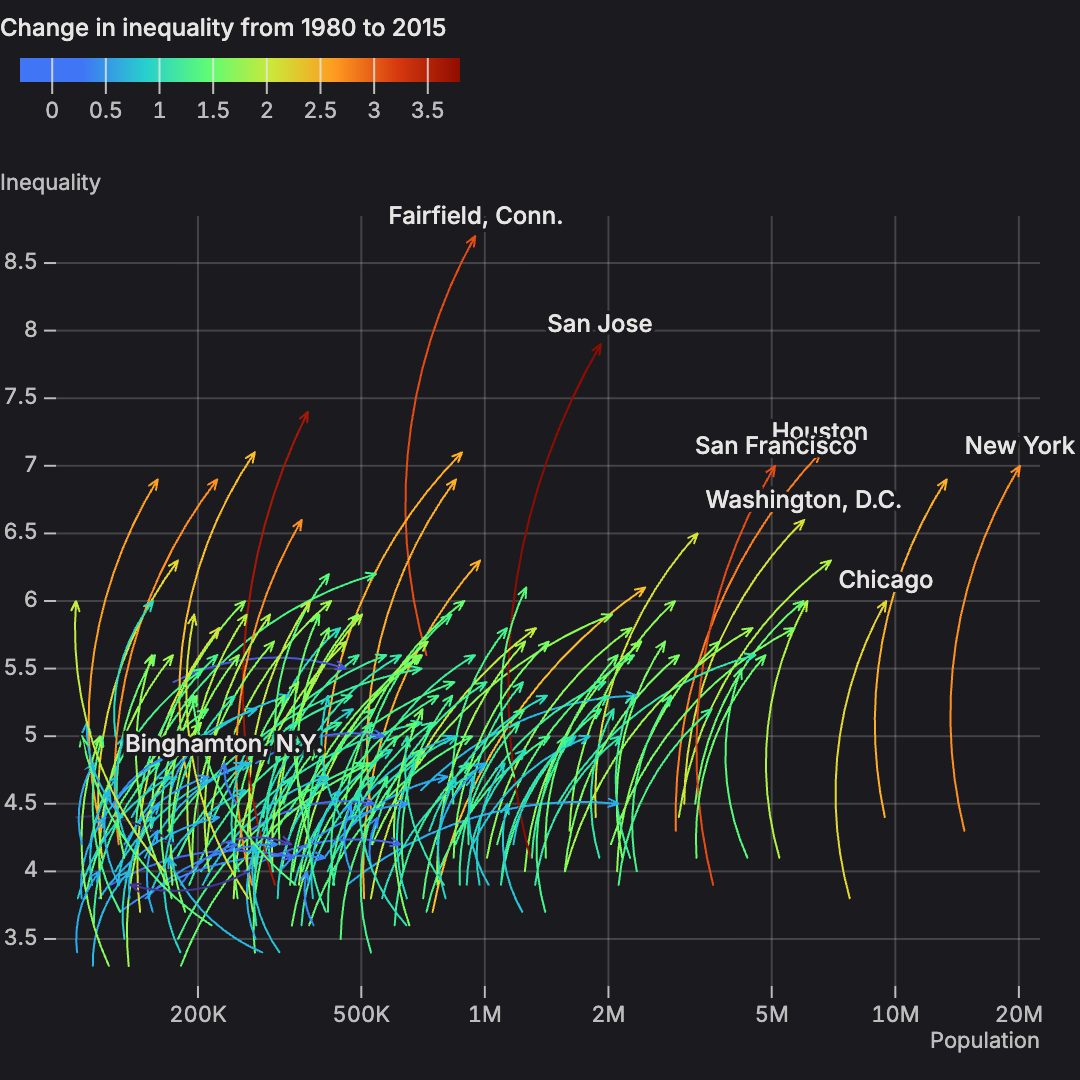 Change in inequality from 1980 to 2015
0 0.5 1 1.5 2 2.5 3 3.5
Inequality
Fairfield, Conn.
8.5
San Jose
8
7.5
Houston
San Francisco
New York
7
Washington, D.C.
6.5
Chicago
6
5.5
Binghamton, N.Y.
5
4.5
4
3.5
200K 500K 1M 2M 5M 10M 20M
Population